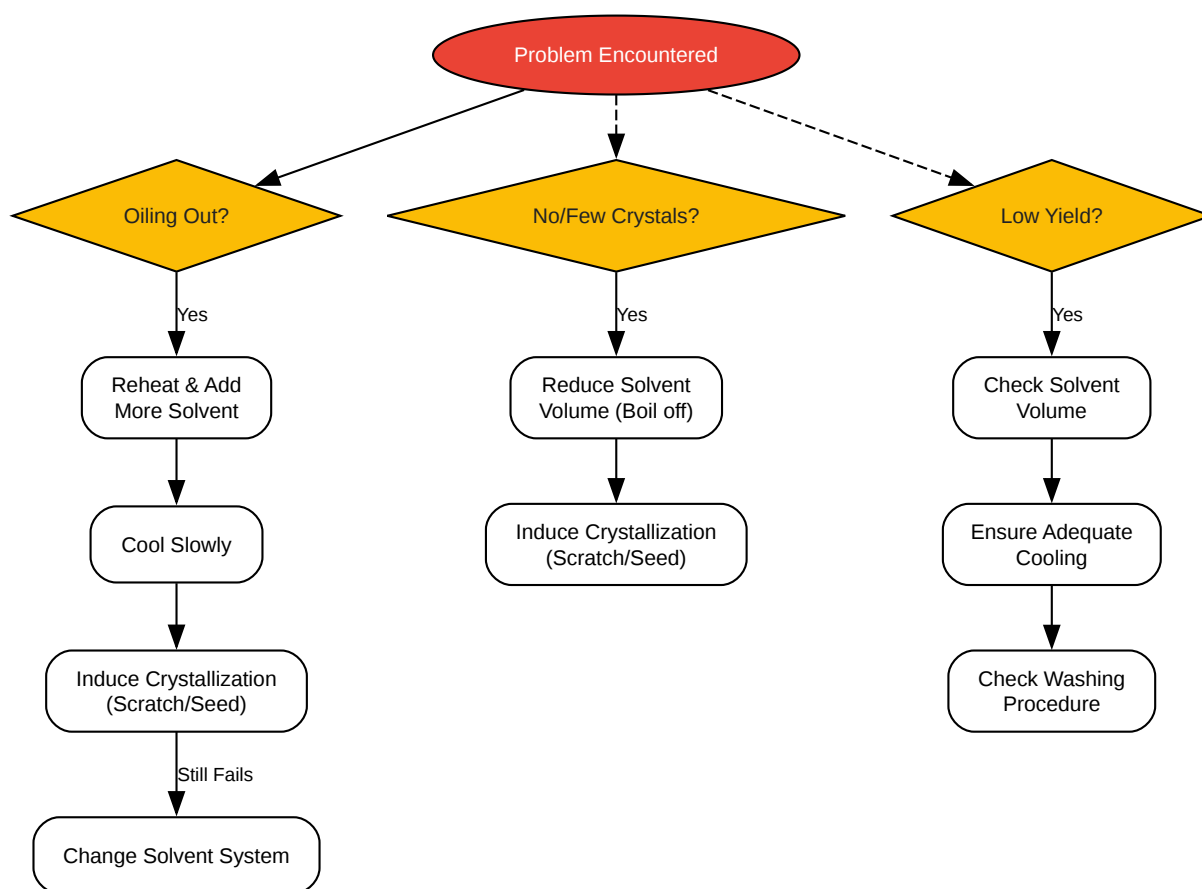 Problem Encountered
Oiling Out?
No/Few Crystals?
Low Yield?
Yes
Yes
Yes
Reheat & Add
More Solvent
Reduce Solvent
Volume (Boil off)
Check Solvent
Volume
Cool Slowly
Induce Crystallization
(Scratch/Seed)
Ensure Adequate
Cooling
Induce Crystallization
(Scratch/Seed)
Check Washing
Procedure
Still Fails
Change Solvent System